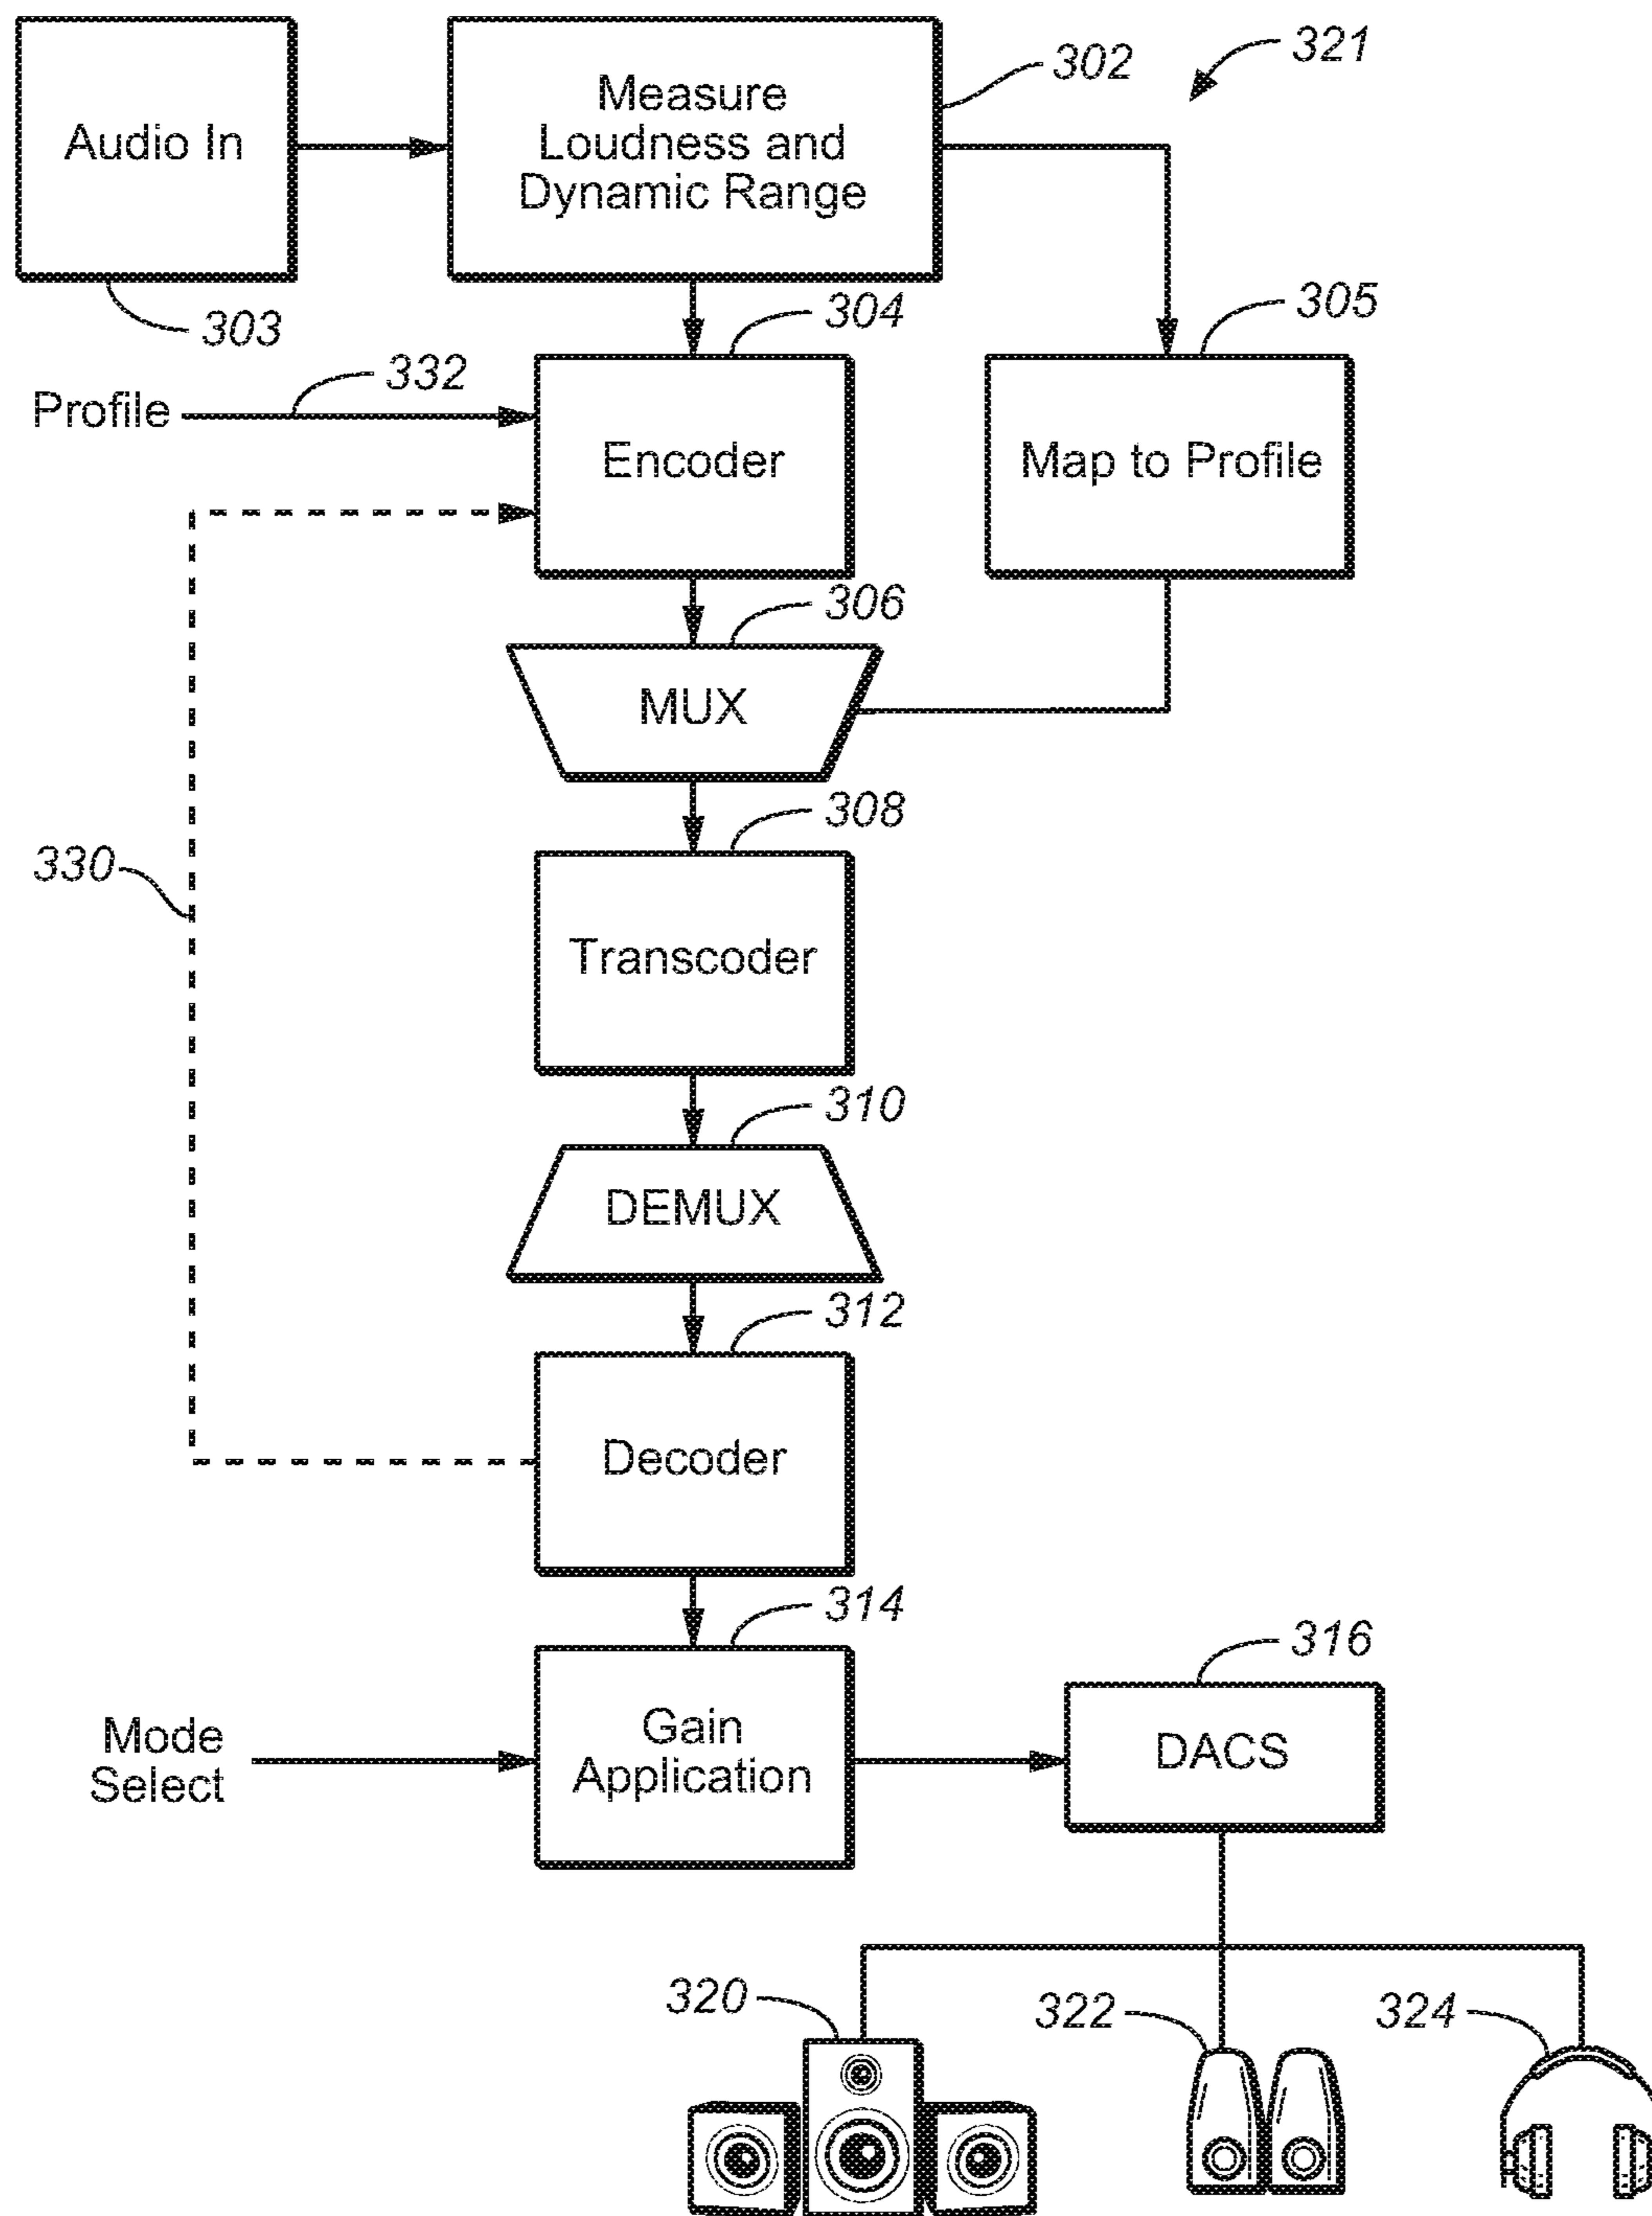 321
302
Audio In
Measure
Loudness and
Dynamic Range
303
304
305
332
Profile
Encoder
Map to Profile
306
MUX
308
330
Transcoder
310
DEMUX
312
Decoder
314
316
Mode
Select
Gain
Application
DACS
320
322
324